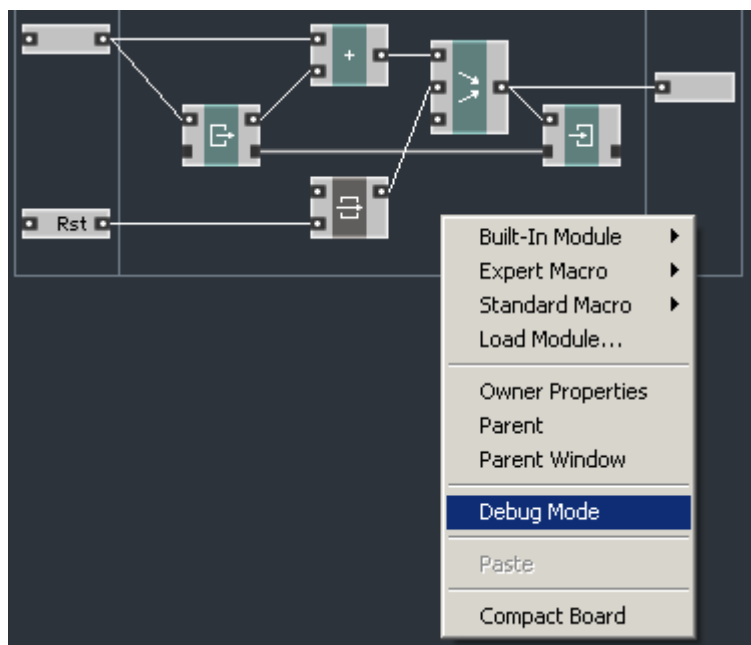 +
Rst
Built-In Module
Expert Macro
Standard Macro
Load Module...
Owner Properties
Parent
Parent Window
Debug Mode
Paste
Compact Board